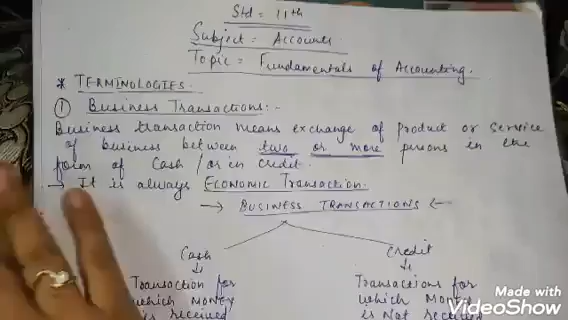 Std = 11th
Subject = Accounts
Topic = Fundamentals of Accounting.
* TERMINOLOGIES.
① Business Transactions:-
Business transaction means exchange of product or service
of business between two or more persons in the
form of Cash / or in credit.
→ It is always ECONOMIC Transaction.
→ BUSINESS TRANSACTIONS ←
Cash Credit
Transaction for Transactions for
which money which Money
is received is Not received
Made with
VideoShow